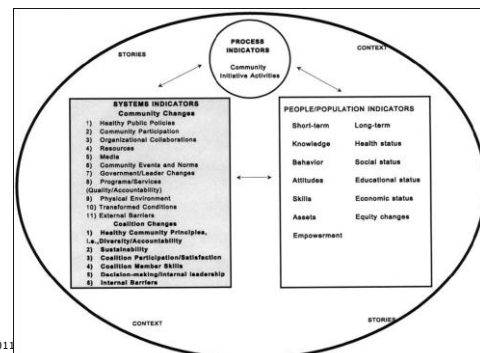 STORIES
CONTEXT
PROCESS
INDICATORS
Community
Initiative Activities
SYSTEMS INDICATORS
Community Changes
1) Healthy Public Policies
2) Community Participation
3) Organizational Collaborations
4) Resources
5) Media
6) Community Events and Norms
7) Government/Leader Changes
8) Programs/Services
(Quality/Accountability)
9) Physical Environment
10) Transformed Conditions
11) External Barriers
Coalition Changes
1) Healthy Community Principles,
i.e.,Diversity/Accountability
2) Sustainability
3) Coalition Participation/Satisfaction
4) Coalition Member Skills
5) Decision-making/Internal leadership
6) Internal Barriers
PEOPLE/POPULATION INDICATORS
Short-term Long-term
Knowledge Health status
Behavior Social status
Attitudes Educational status
Skills Economic status
Assets Equity changes
Empowerment
CONTEXT
STORIES